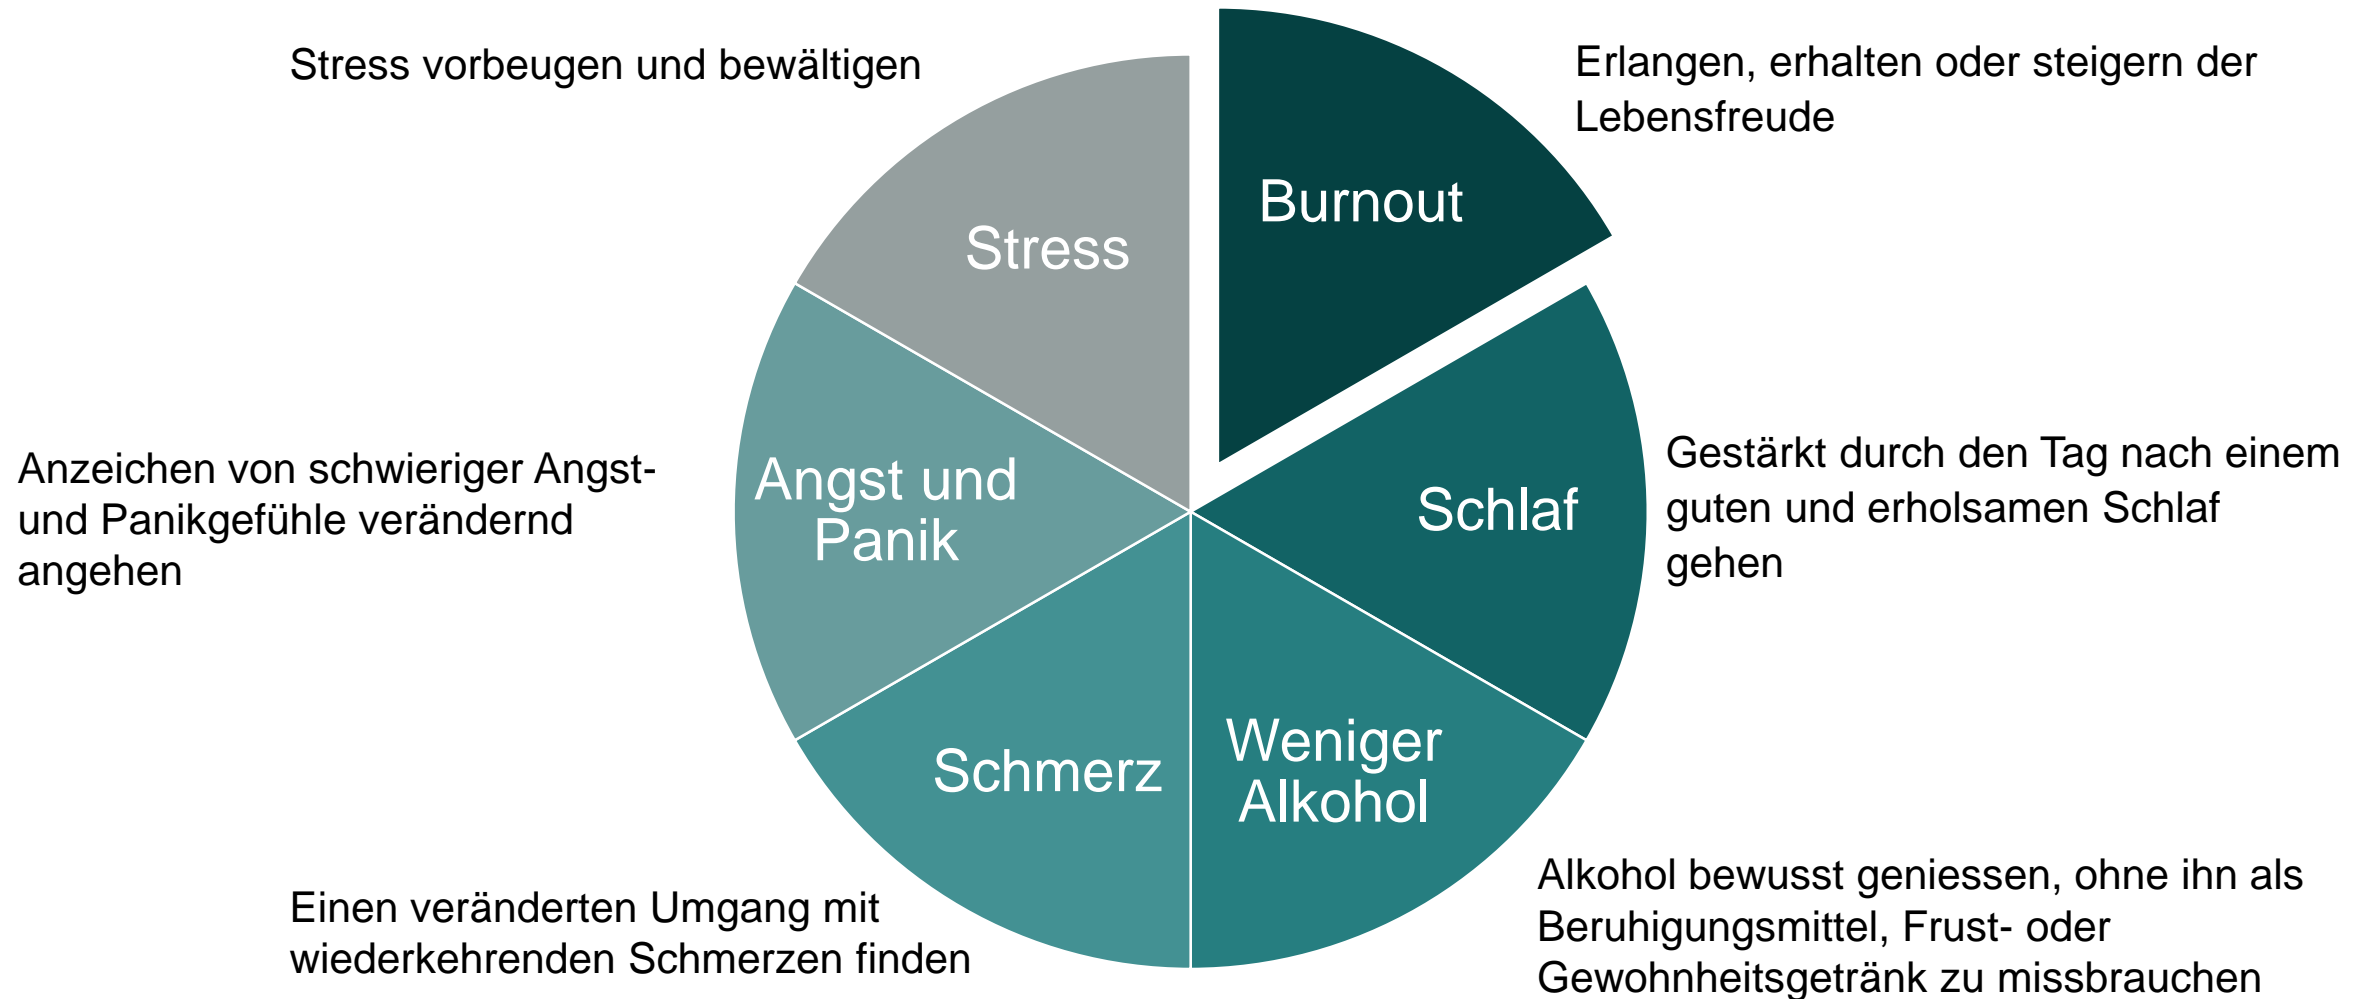 Stress vorbeugen und bewältigen
Erlangen, erhalten oder steigern der
Lebensfreude
Burnout
Stress
Anzeichen von schwieriger Angst-
und Panikgefühle verändernd
angehen
Angst und
Panik
Schlaf
Gestärkt durch den Tag nach einem
guten und erholsamen Schlaf
gehen
Schmerz
Weniger
Alkohol
Einen veränderten Umgang mit
wiederkehrenden Schmerzen finden
Alkohol bewusst geniessen, ohne ihn als
Beruhigungsmittel, Frust- oder
Gewohnheitsgetränk zu missbrauchen